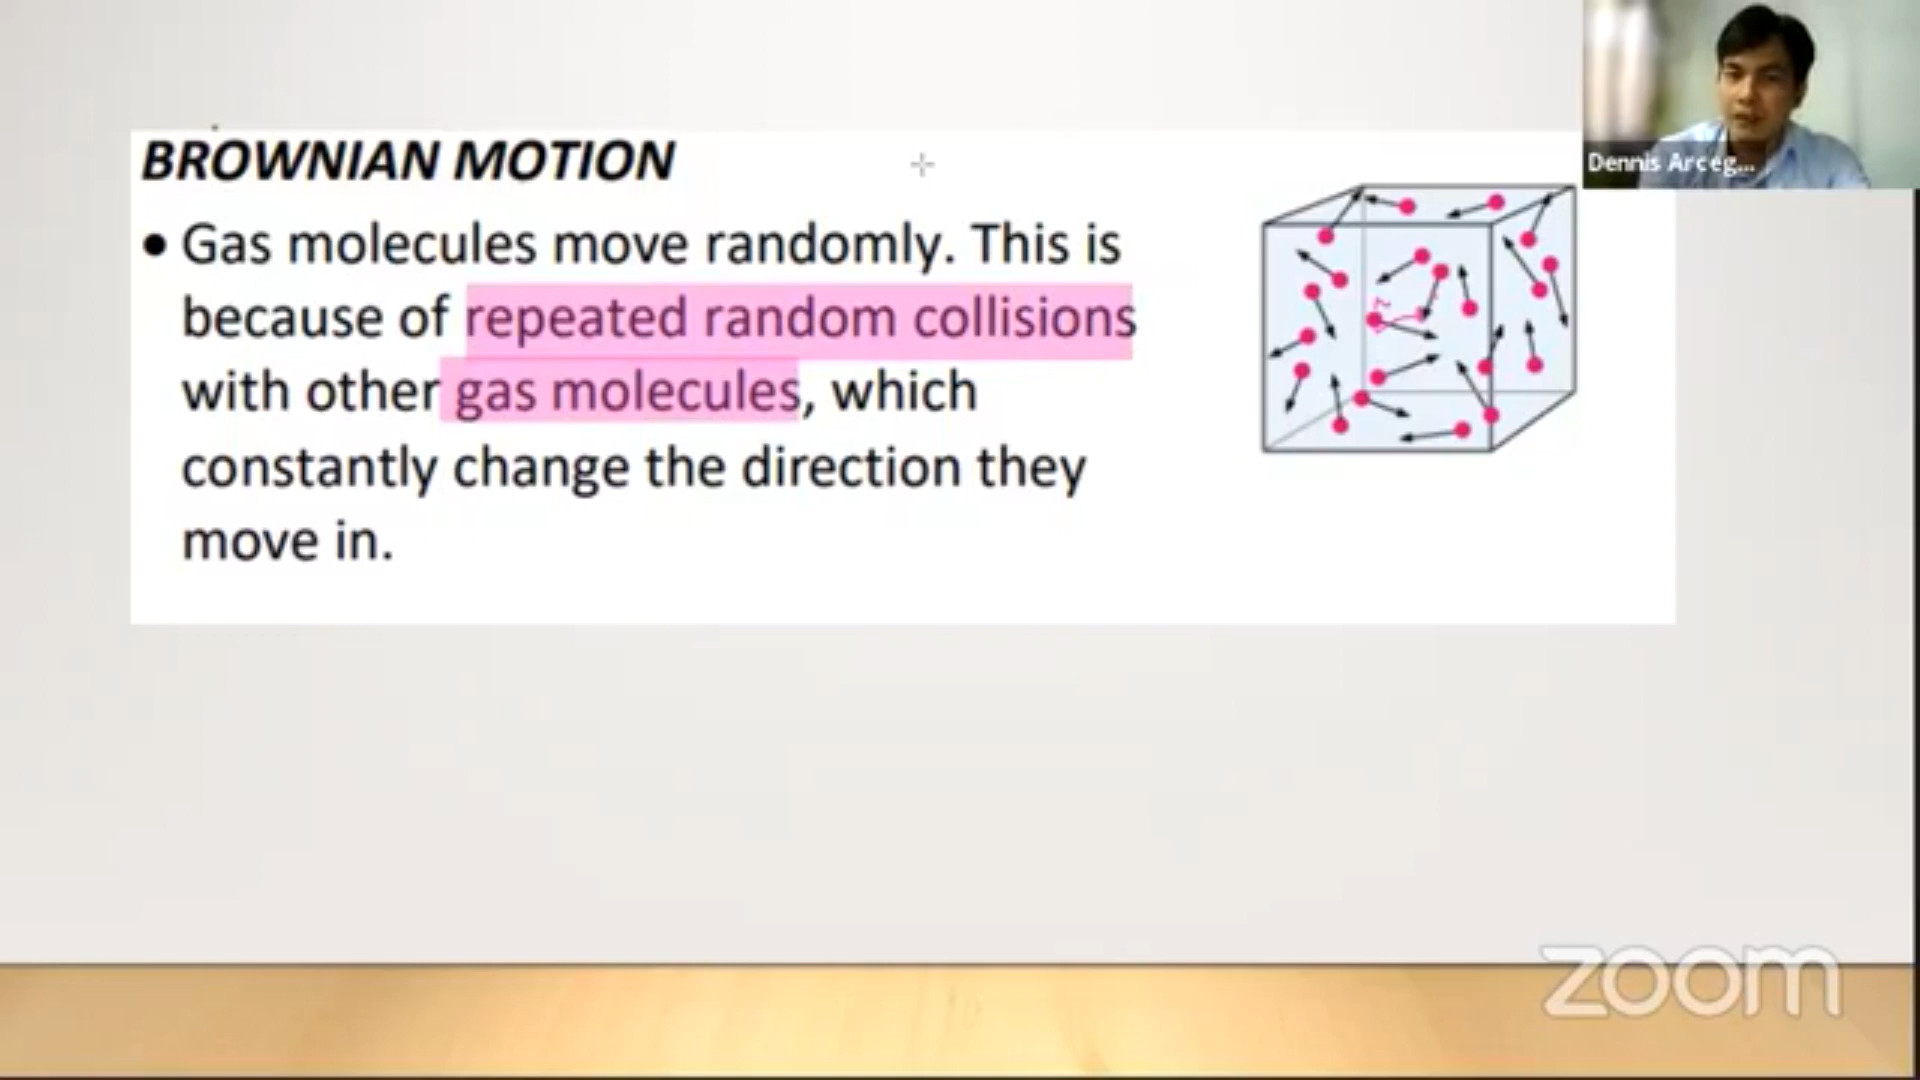 BROWNIAN MOTION
• Gas molecules move randomly. This is
because of repeated random collisions
with other gas molecules, which
constantly change the direction they
move in.
Dennis Arceg...
zoom